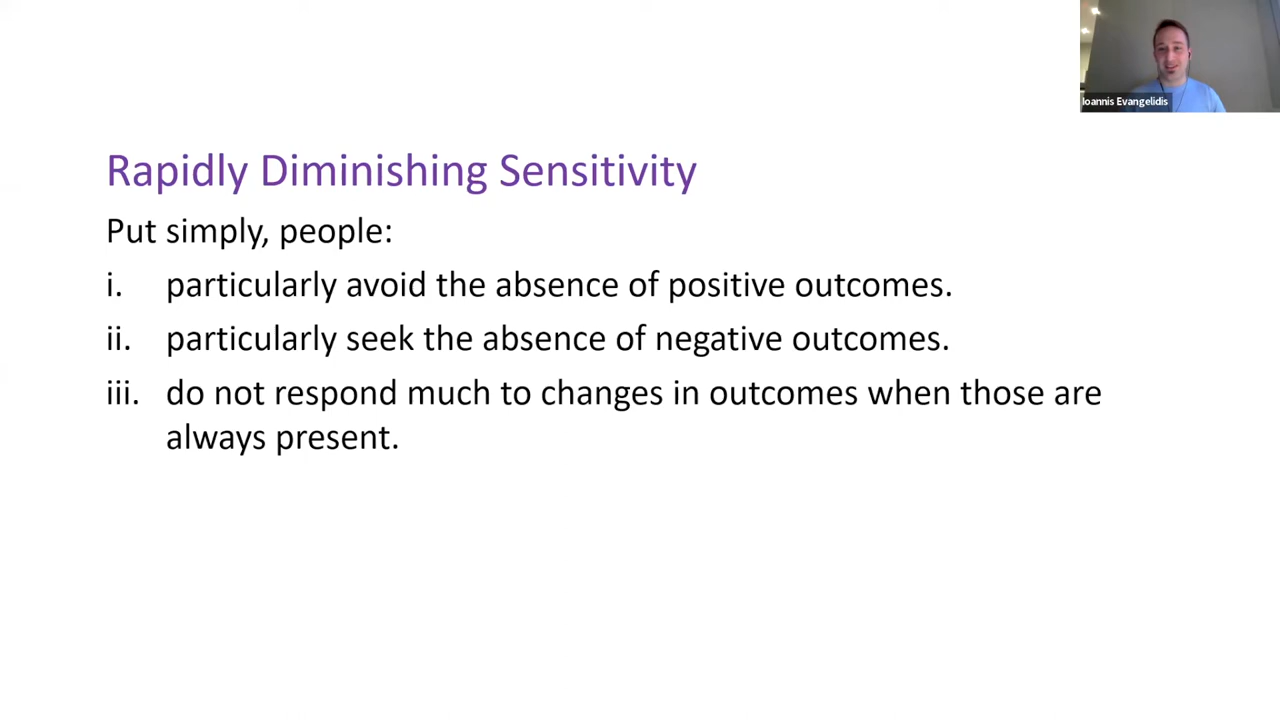 Ioannis Evangelidis
Rapidly Diminishing Sensitivity
Put simply, people:
i. particularly avoid the absence of positive outcomes.
ii. particularly seek the absence of negative outcomes.
iii. do not respond much to changes in outcomes when those are
always present.